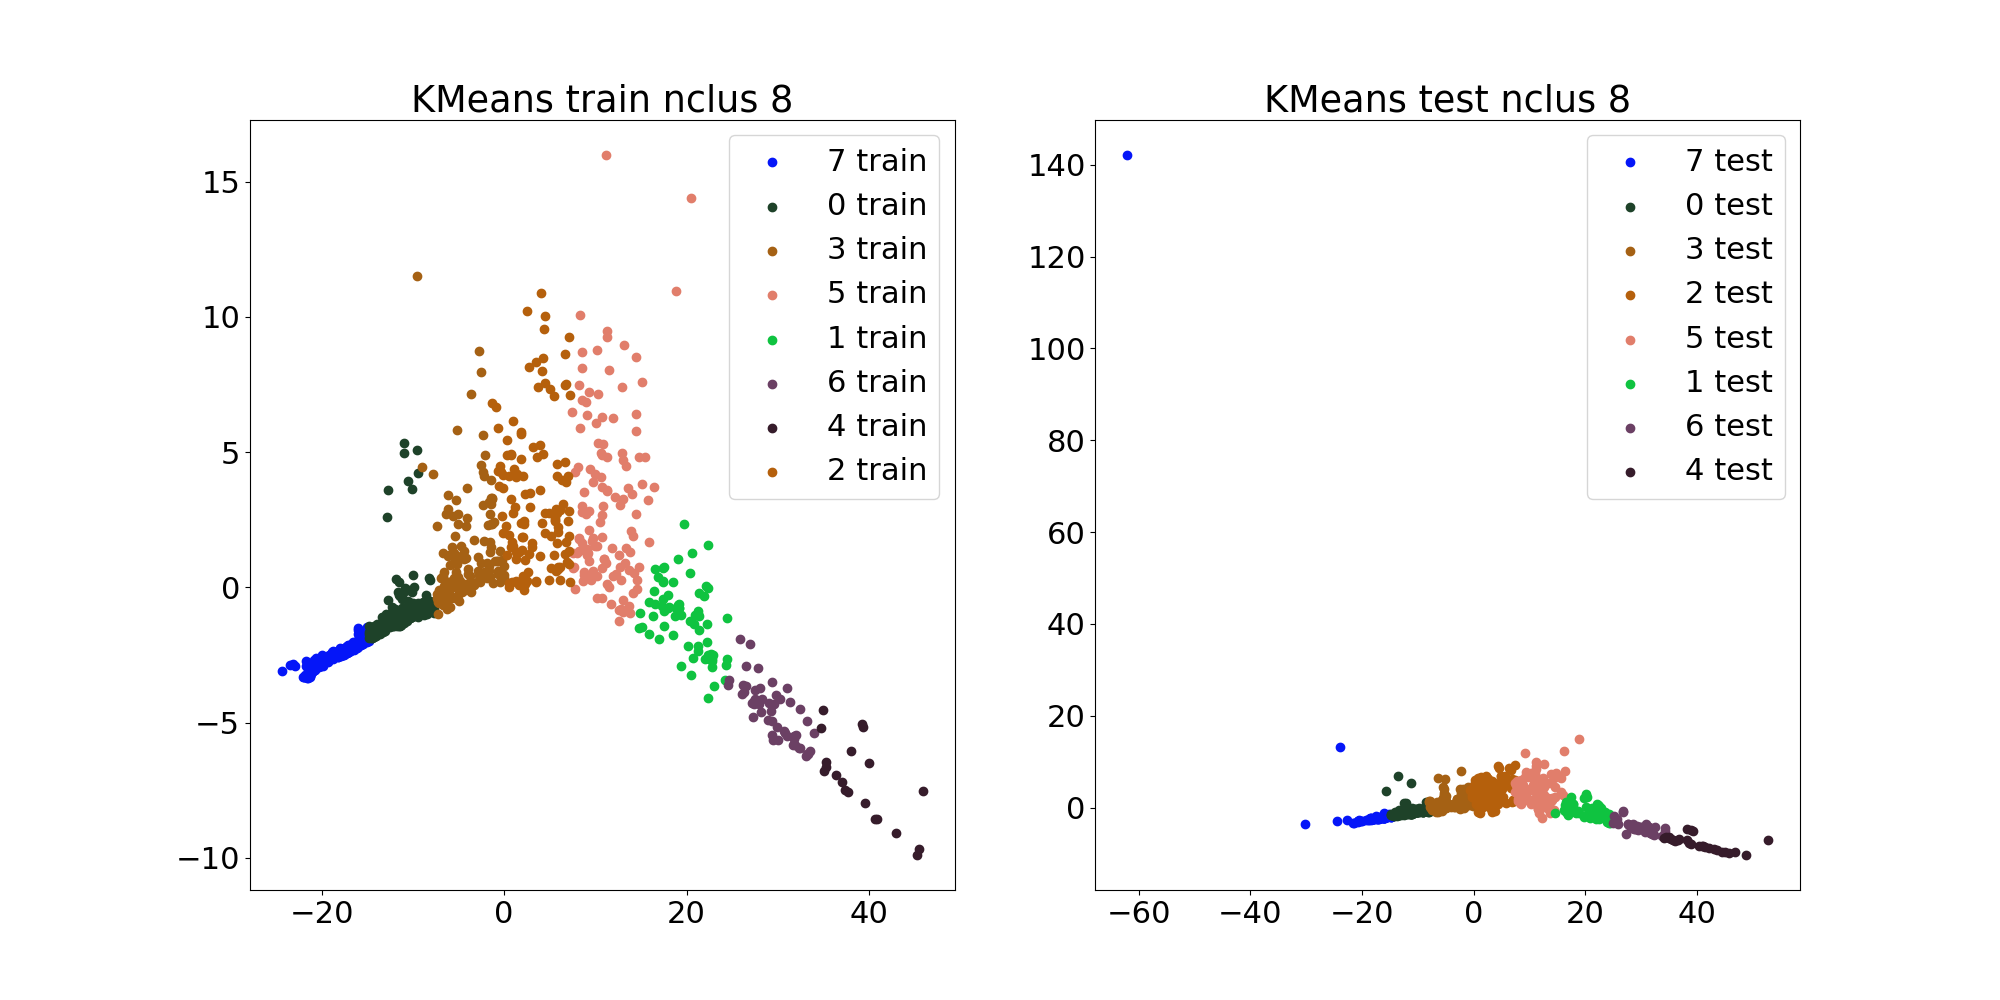 KMeans train nclus 8
15
10
5
0
−5
−10
−20
0
20
40
7 train
0 train
3 train
5 train
1 train
6 train
4 train
2 train
KMeans test nclus 8
140
120
100
80
60
40
20
0
−60
−40
−20
0
20
40
7 test
0 test
3 test
2 test
5 test
1 test
6 test
4 test